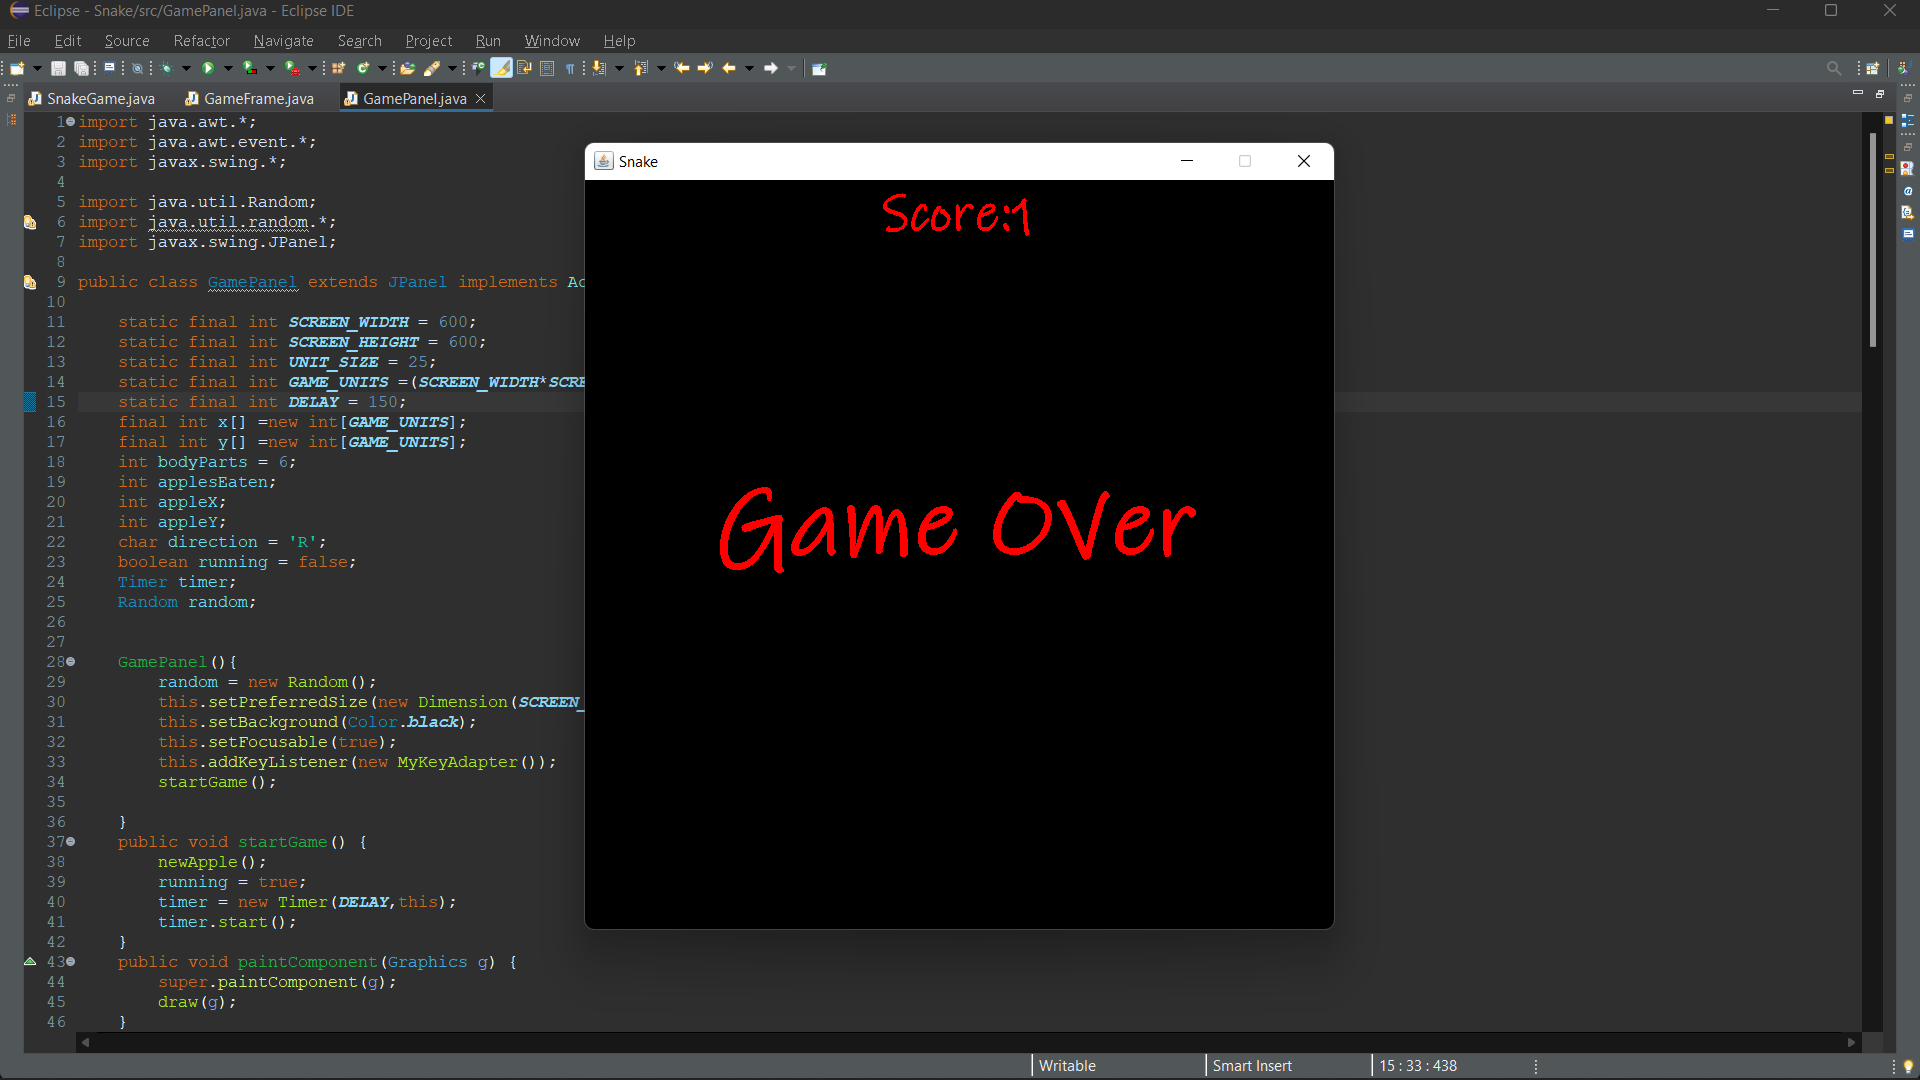 Eclipse - Snake/src/GamePanel.java - Eclipse IDE
File Edit Source Refactor Navigate Search Project Run Window Help
SnakeGame.java GameFrame.java GamePanel.java
1 import java.awt.*;
2 import java.awt.event.*;
3 import javax.swing.*;
4
5 import java.util.Random;
6 import java.util.random.*;
7 import javax.swing.JPanel;
8
9 public class GamePanel extends JPanel implements Ac
10
11 static final int SCREEN_WIDTH = 600;
12 static final int SCREEN_HEIGHT = 600;
13 static final int UNIT_SIZE = 25;
14 static final int GAME_UNITS =(SCREEN_WIDTH*SCRE
15 static final int DELAY = 150;
16 final int x[] =new int[GAME_UNITS];
17 final int y[] =new int[GAME_UNITS];
18 int bodyParts = 6;
19 int applesEaten;
20 int appleX;
21 int appleY;
22 char direction = 'R';
23 boolean running = false;
24 Timer timer;
25 Random random;
26
27
28 GamePanel(){
29 random = new Random();
30 this.setPreferredSize(new Dimension(SCREEN_
31 this.setBackground(Color.black);
32 this.setFocusable(true);
33 this.addKeyListener(new MyKeyAdapter());
34 startGame();
35
36 }
37 public void startGame() {
38 newApple();
39 running = true;
40 timer = new Timer(DELAY,this);
41 timer.start();
42 }
43 public void paintComponent(Graphics g) {
44 super.paintComponent(g);
45 draw(g);
46 }
Snake
Score:1
Game Over
Writable Smart Insert 15 : 33 : 438